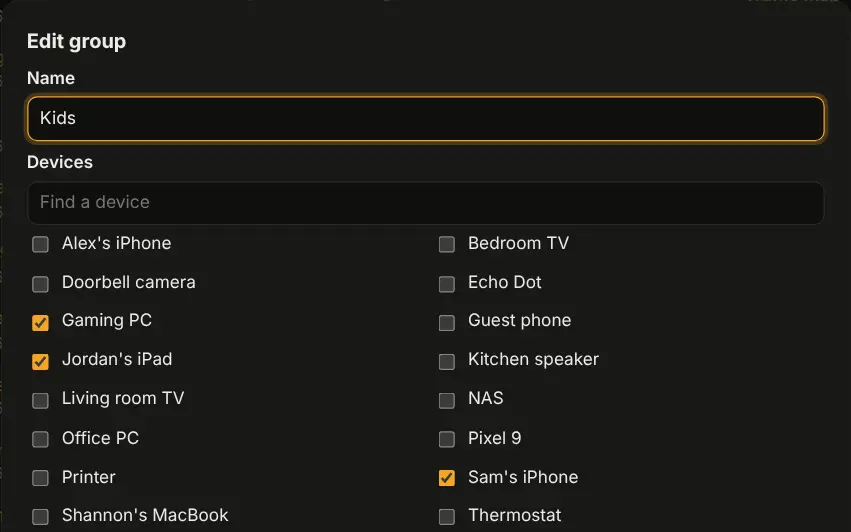 Edit group
Name
Kids
Devices
Find a device
Alex's iPhone
Bedroom TV
Doorbell camera
Echo Dot
Gaming PC
Guest phone
Jordan's iPad
Kitchen speaker
Living room TV
NAS
Office PC
Pixel 9
Printer
Sam's iPhone
Shannon's MacBook
Thermostat